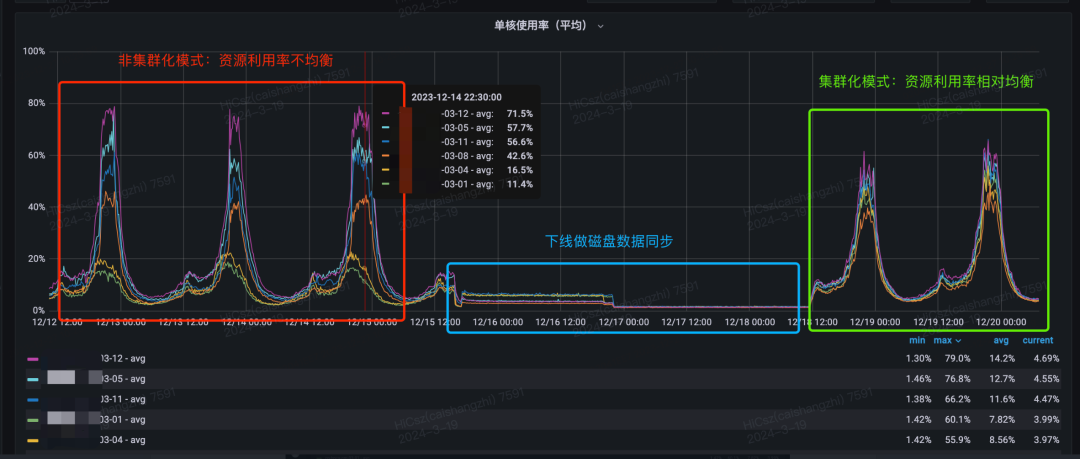 单核使用率（平均）
100%
80%
60%
40%
20%
0%
非集群化模式：资源利用率不均衡
集群化模式：资源利用率相对均衡
下线做磁盘数据同步
2023-12-14 22:30:00
-03-12 - avg: 71.5%
-03-05 - avg: 57.7%
-03-11 - avg: 56.6%
-03-08 - avg: 42.6%
-03-04 - avg: 16.5%
-03-01 - avg: 11.4%
12/12 12:00 12/13 00:00 12/13 12:00 12/14 00:00 12/14 12:00 12/15 00:00 12/15 12:00 12/16 00:00 12/16 12:00 12/17 00:00 12/17 12:00 12/18 00:00 12/18 12:00 12/19 00:00 12/19 12:00 12/20 00:00
min max avg current
03-12 - avg 1.30% 79.0% 14.2% 4.69%
03-05 - avg 1.46% 76.8% 12.7% 4.55%
03-11 - avg 1.38% 66.2% 11.6% 4.47%
03-01 - avg 1.42% 60.1% 7.82% 3.99%
03-04 - avg 1.42% 55.9% 8.56% 3.97%
HICsz(caishangzhi) 7591
2024-3-19